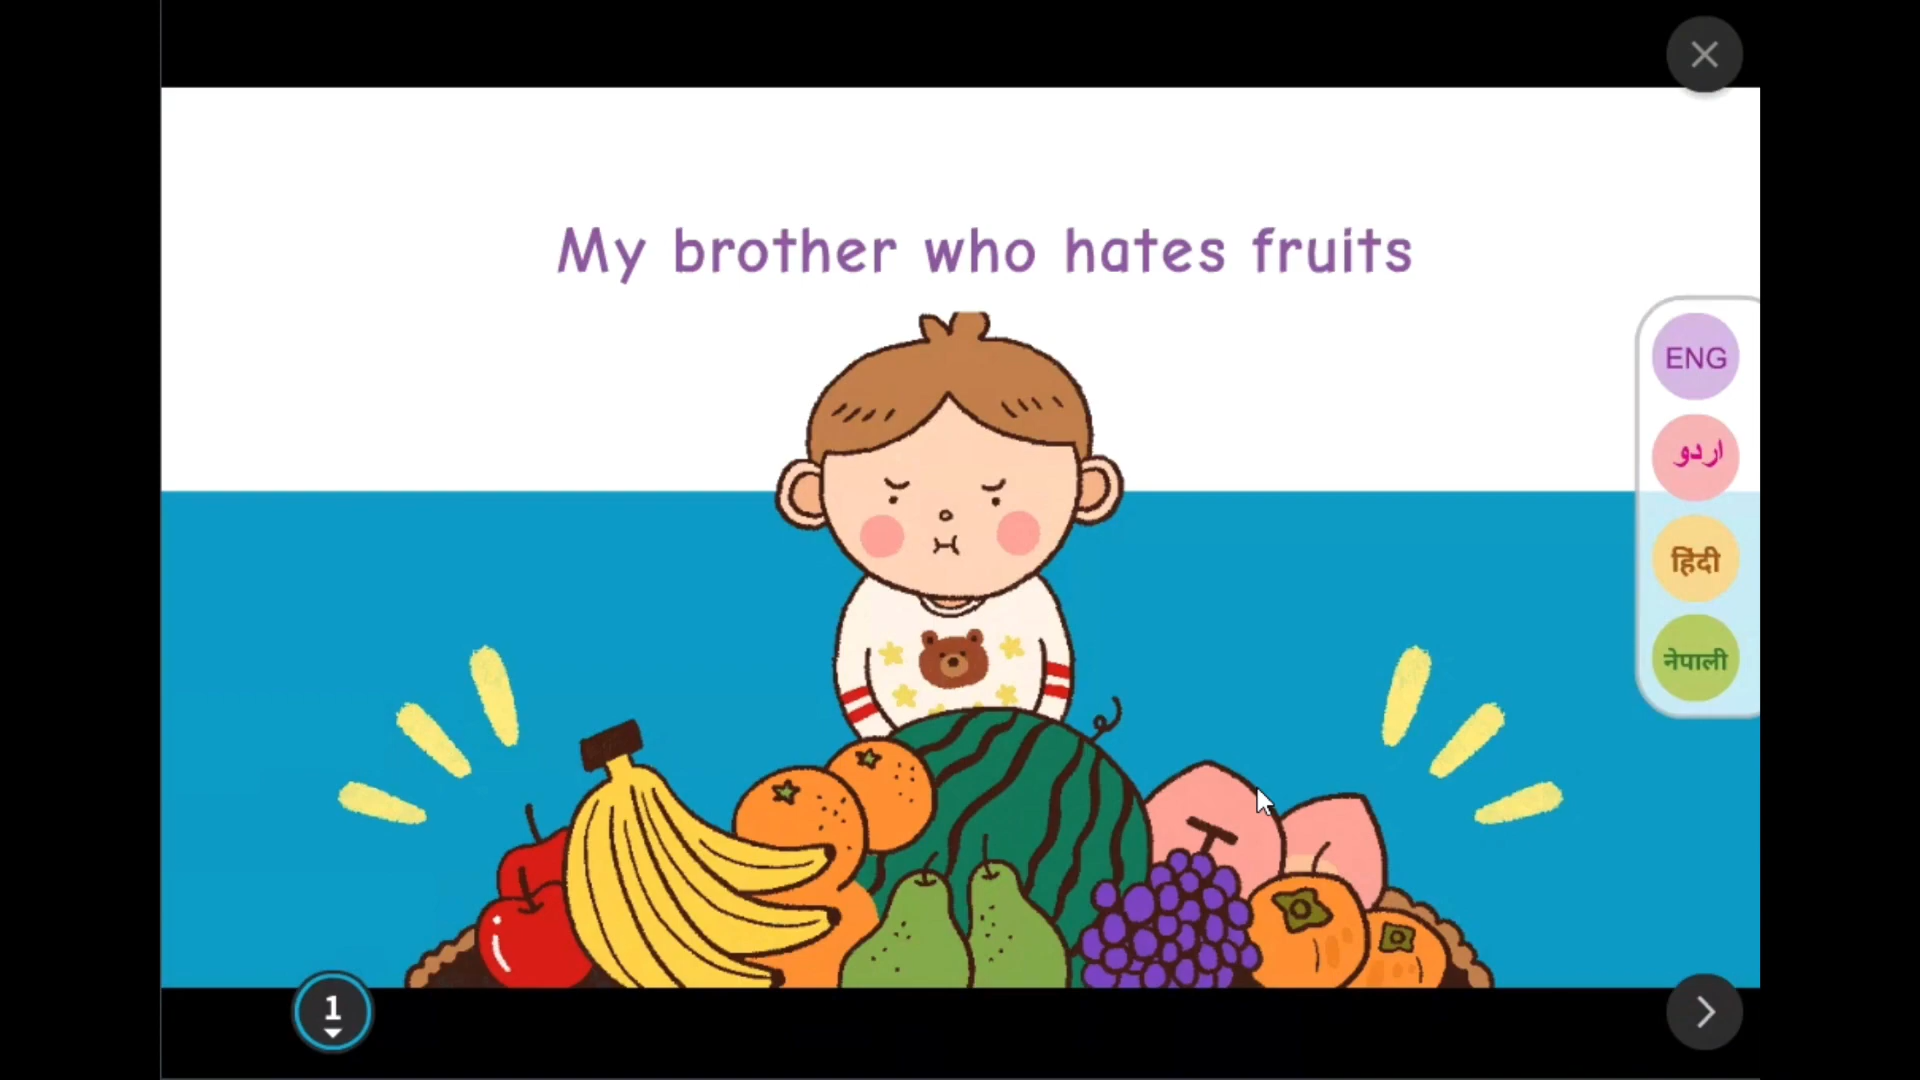 My brother who hates fruits
ENG
اردو
हिंदी
नेपाली
1